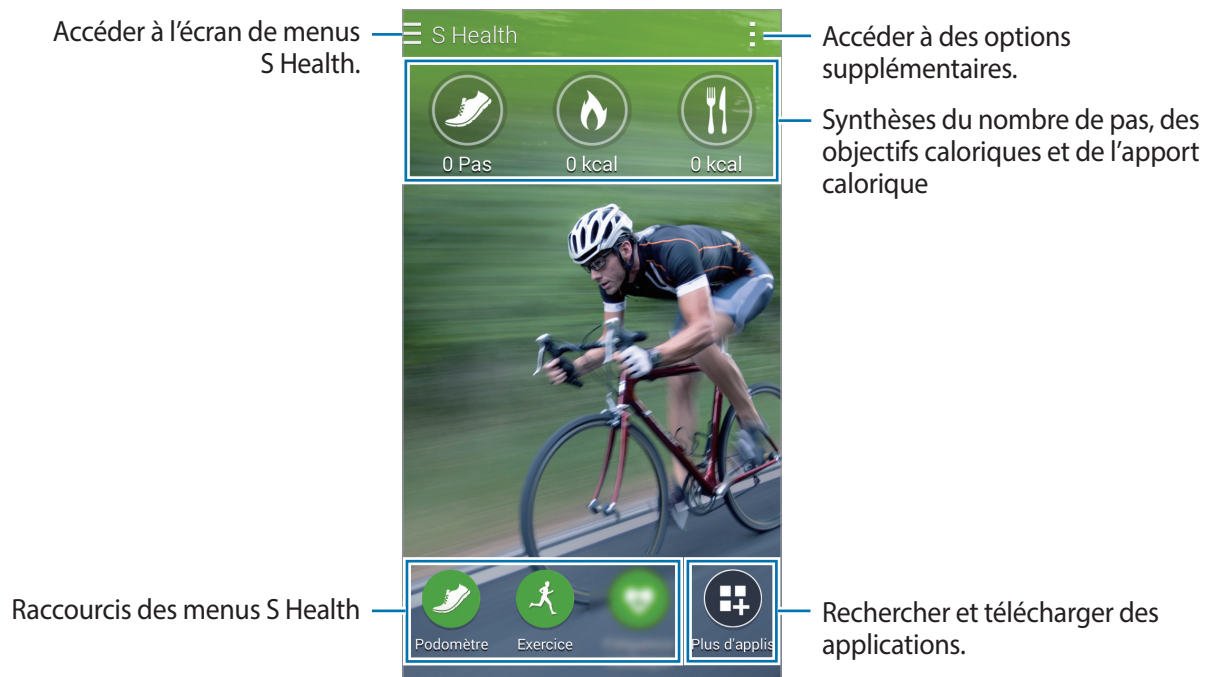 Accéder à l'écran de menus
S Health.
S Health
Accéder à des options
supplémentaires.
0 Pas
0 kcal
0 kcal
Synthèses du nombre de pas, des
objectifs caloriques et de l'apport
calorique
Raccourcis des menus S Health
Podomètre
Exercice
Plus d'applis
Rechercher et télécharger des
applications.